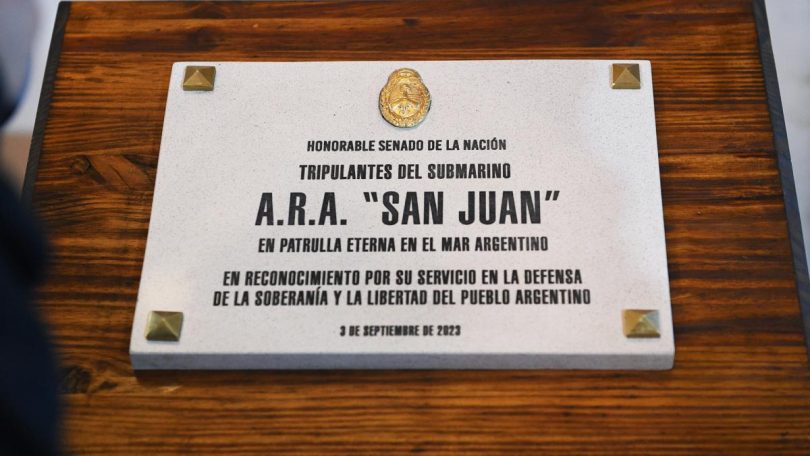 HONORABLE SENADO DE LA NACIÓN
TRIPULANTES DEL SUBMARINO
A.R.A. “SAN JUAN”
EN PATRULLA ETERNA EN EL MAR ARGENTINO
EN RECONOCIMIENTO POR SU SERVICIO EN LA DEFENSA
DE LA SOBERANÍA Y LA LIBERTAD DEL PUEBLO ARGENTINO
3 DE SEPTIEMBRE DE 2023